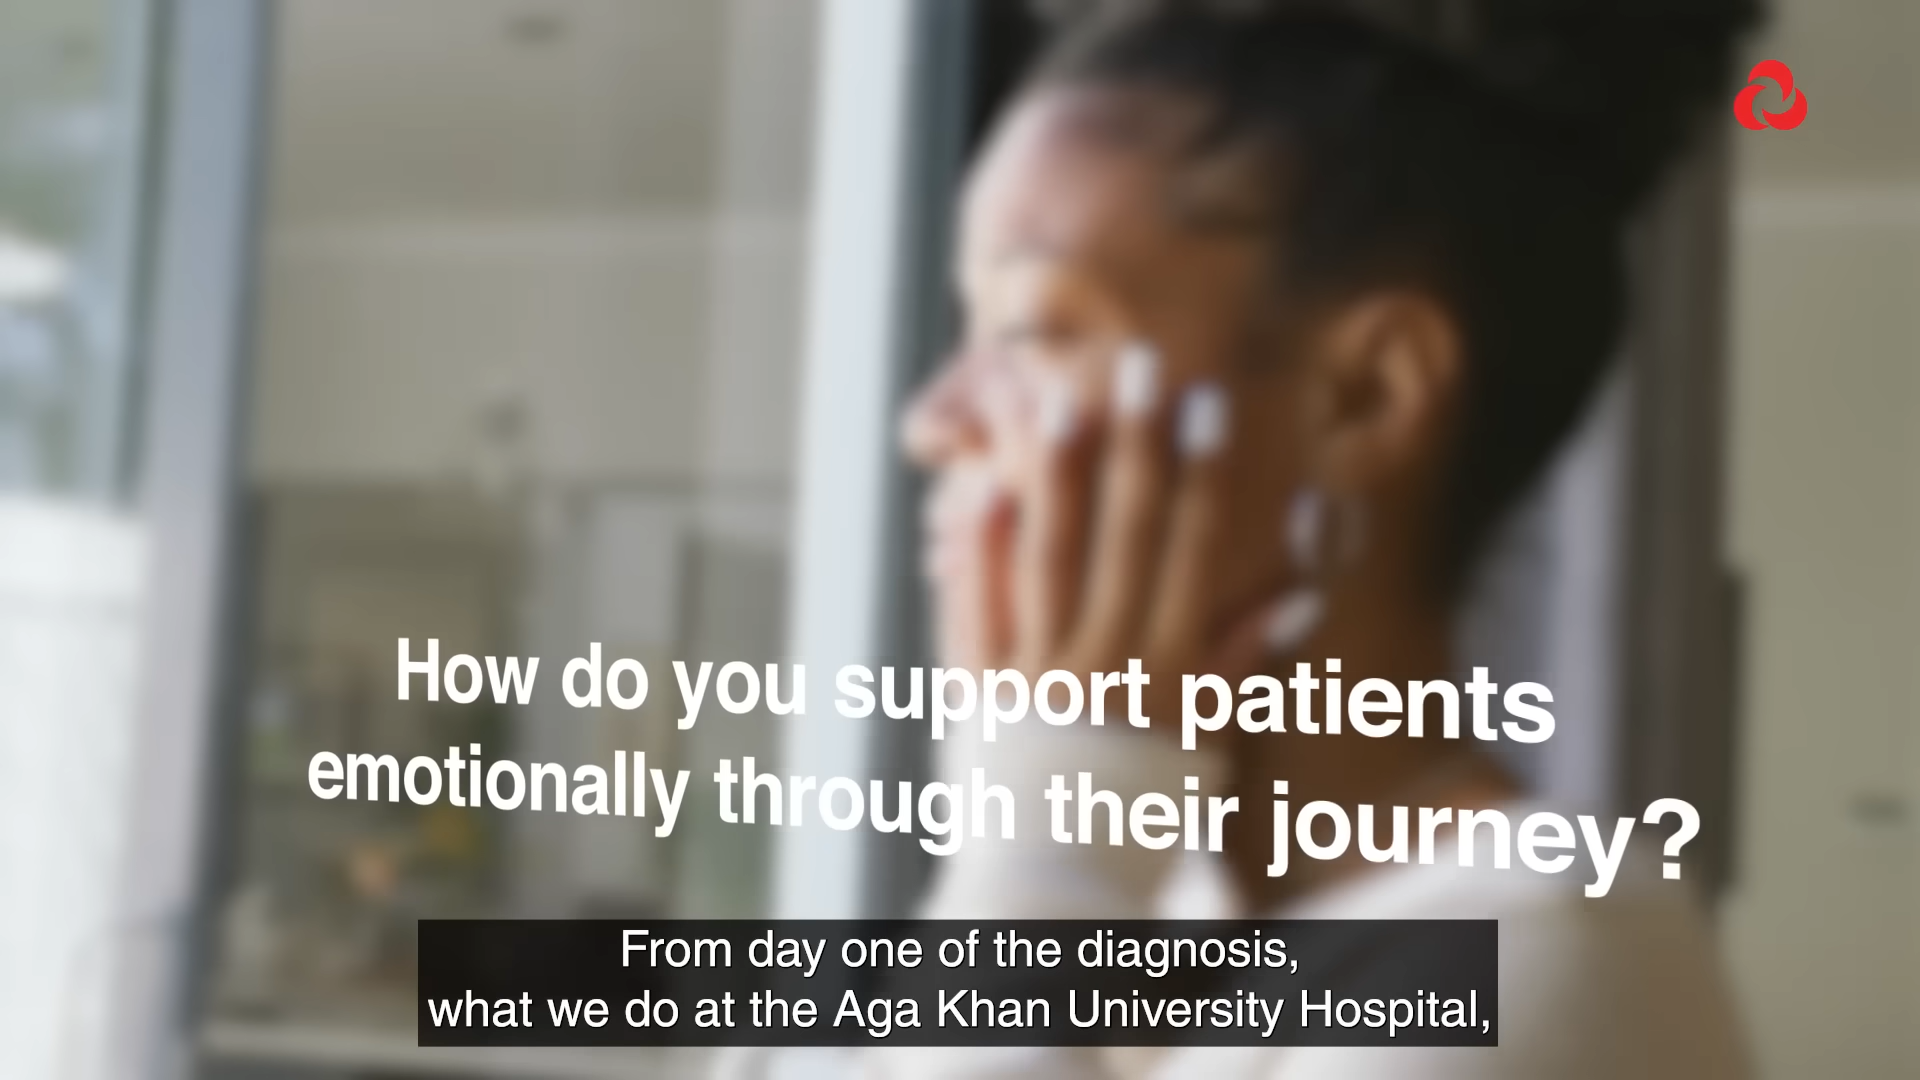 How do you support patients
emotionally through their journey?
From day one of the diagnosis,
what we do at the Aga Khan University Hospital,